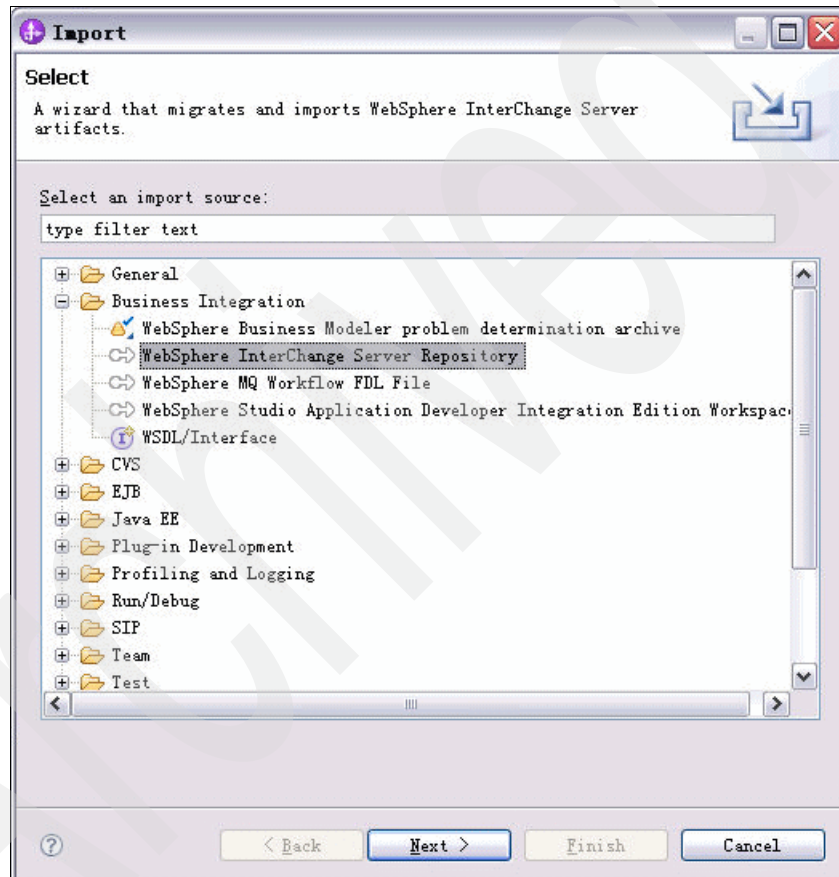 Import
Select
A wizard that migrates and imports WebSphere InterChange Server
artifacts.
Select an import source:
type filter text
General
Business Integration
WebSphere Business Modeler problem determination archive
WebSphere InterChange Server Repository
WebSphere MQ Workflow FDL File
WebSphere Studio Application Developer Integration Edition Workspac
WSDL/Interface
CVS
EJB
Java EE
Plug-in Development
Profiling and Logging
Run/Debug
SIP
Team
Test
< Back Next > Finish Cancel